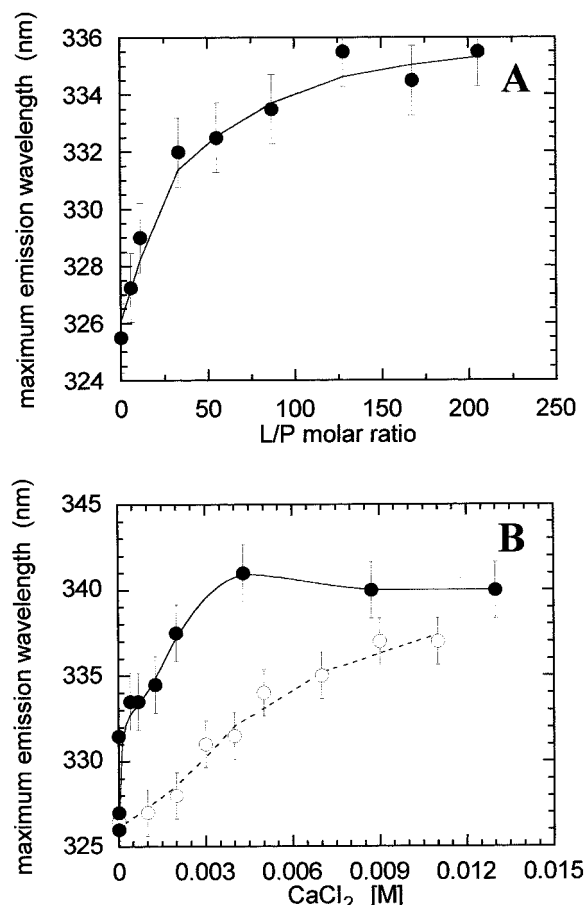 336
334
332
330
328
326
324
maximum emission wavelength (nm)
A
0 50 100 150 200 250
L/P molar ratio
345
340
335
330
325
maximum emission wavelength (nm)
B
0.000 0.003 0.006 0.009 0.012 0.015
CaCl₂ [M]